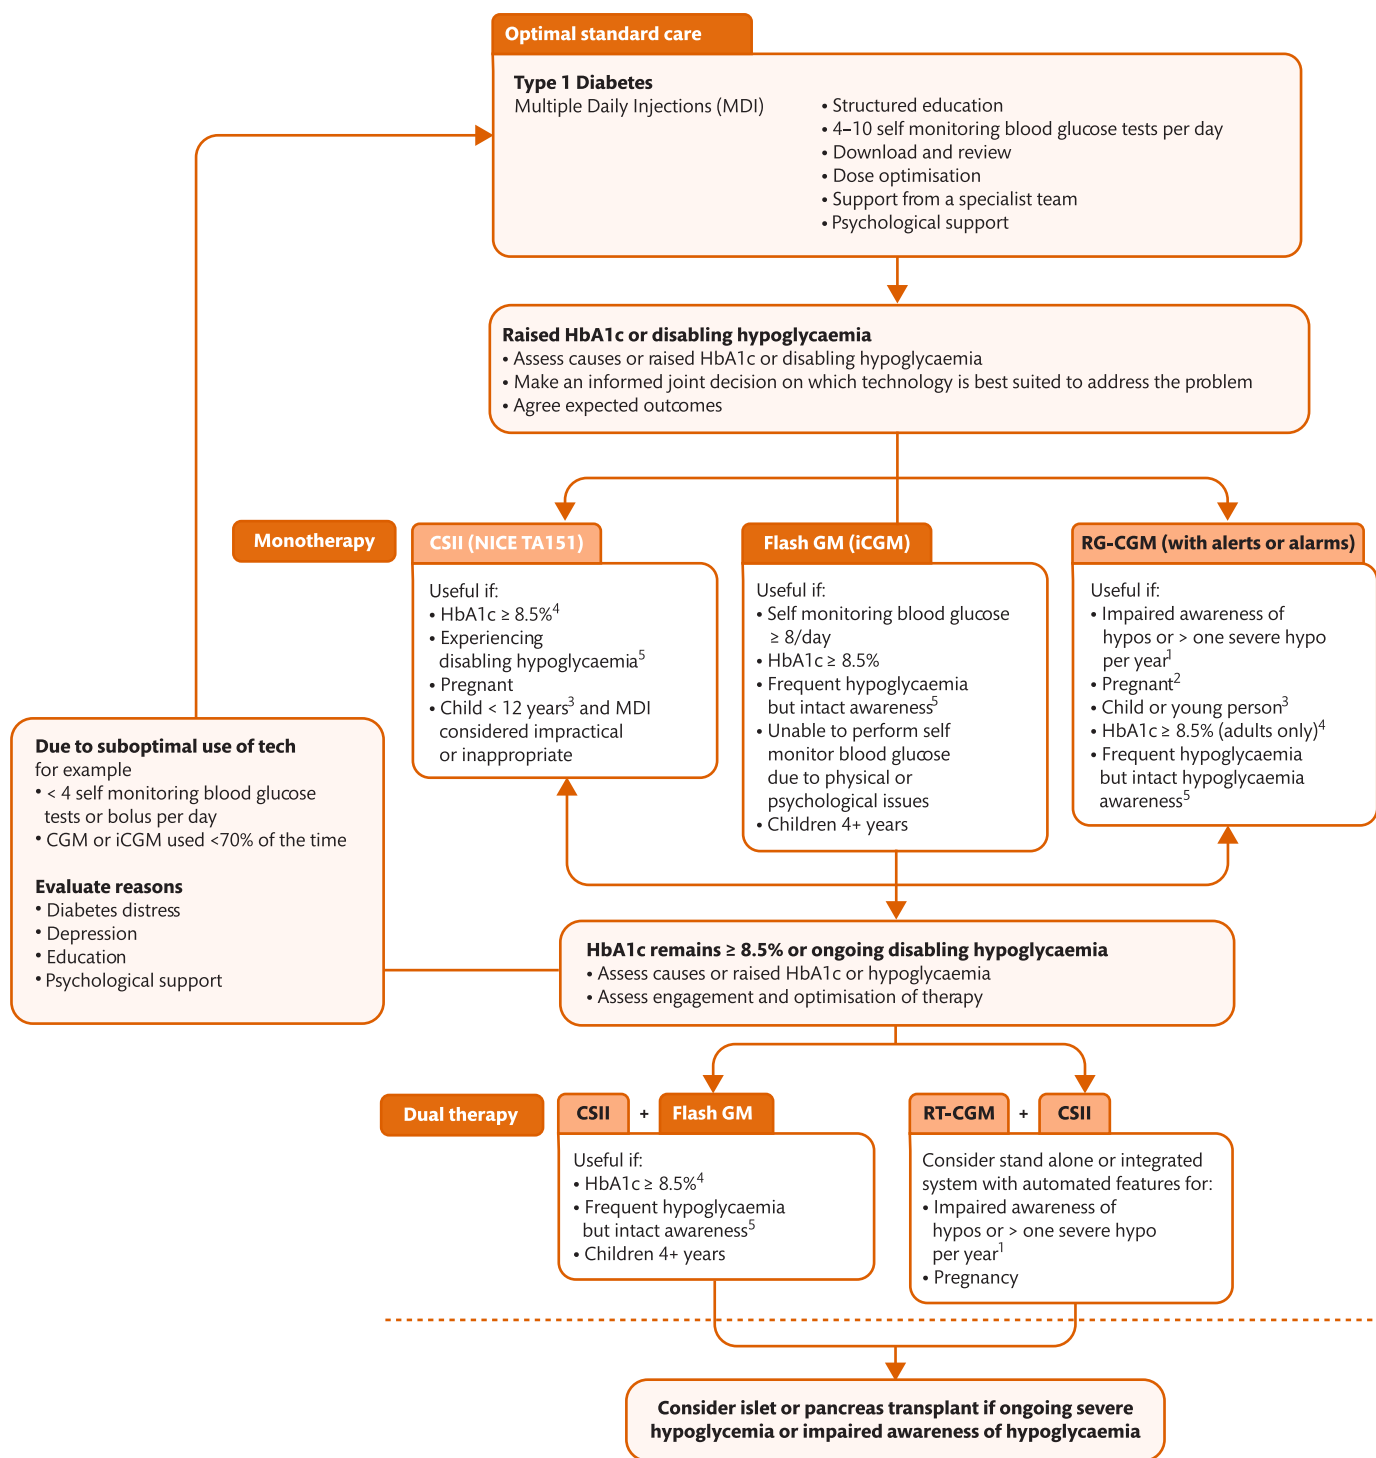 Optimal standard care
Type 1 Diabetes
Multiple Daily Injections (MDI)
• Structured education
• 4–10 self monitoring blood glucose tests per day
• Download and review
• Dose optimisation
• Support from a specialist team
• Psychological support
Raised HbA1c or disabling hypoglycaemia
• Assess causes or raised HbA1c or disabling hypoglycaemia
• Make an informed joint decision on which technology is best suited to address the problem
• Agree expected outcomes
Monotherapy
CSII (NICE TA151)
Useful if:
• HbA1c ≥ 8.5%⁴
• Experiencing
disabling hypoglycaemia⁵
• Pregnant
• Child < 12 years³ and MDI
considered impractical
or inappropriate
Flash GM (iCGM)
Useful if:
• Self monitoring blood glucose
≥ 8/day
• HbA1c ≥ 8.5%
• Frequent hypoglycaemia
but intact awareness⁵
• Unable to perform self
monitor blood glucose
due to physical or
psychological issues
• Children 4+ years
RG-CGM (with alerts or alarms)
Useful if:
• Impaired awareness of
hypos or > one severe hypo
per year¹
• Pregnant²
• Child or young person³
• HbA1c ≥ 8.5% (adults only)⁴
• Frequent hypoglycaemia
but intact hypoglycaemia
awareness⁵
Due to suboptimal use of tech
for example
• < 4 self monitoring blood glucose
tests or bolus per day
• CGM or iCGM used <70% of the time
Evaluate reasons
• Diabetes distress
• Depression
• Education
• Psychological support
HbA1c remains ≥ 8.5% or ongoing disabling hypoglycaemia
• Assess causes or raised HbA1c or hypoglycaemia
• Assess engagement and optimisation of therapy
Dual therapy
CSII + Flash GM
Useful if:
• HbA1c ≥ 8.5%⁴
• Frequent hypoglycaemia
but intact awareness⁵
• Children 4+ years
RT-CGM + CSII
Consider stand alone or integrated
system with automated features for:
• Impaired awareness of
hypos or > one severe hypo
per year¹
• Pregnancy
Consider islet or pancreas transplant if ongoing severe
hypoglycemia or impaired awareness of hypoglycaemia